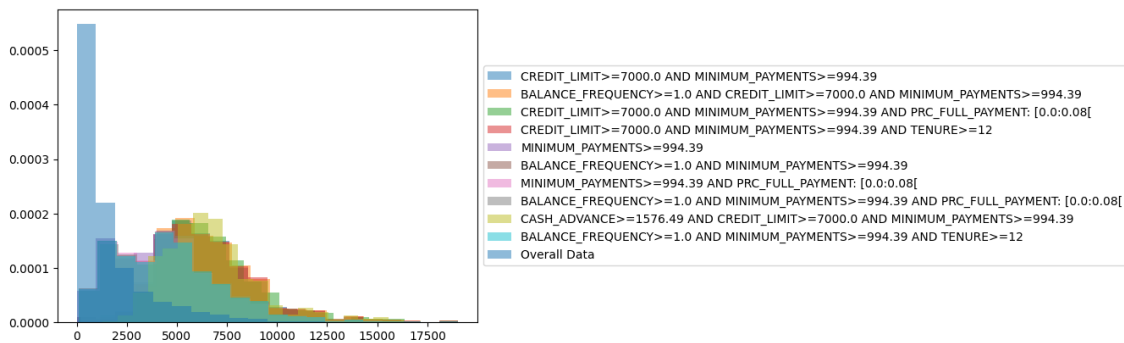 0.0005
0.0004
0.0003
0.0002
0.0001
0.0000
0
2500
5000
7500
10000
12500
15000
17500
CREDIT_LIMIT>=7000.0 AND MINIMUM_PAYMENTS>=994.39
BALANCE_FREQUENCY>=1.0 AND CREDIT_LIMIT>=7000.0 AND MINIMUM_PAYMENTS>=994.39
CREDIT_LIMIT>=7000.0 AND MINIMUM_PAYMENTS>=994.39 AND PRC_FULL_PAYMENT: [0.0:0.08[
CREDIT_LIMIT>=7000.0 AND MINIMUM_PAYMENTS>=994.39 AND TENURE>=12
MINIMUM_PAYMENTS>=994.39
BALANCE_FREQUENCY>=1.0 AND MINIMUM_PAYMENTS>=994.39
MINIMUM_PAYMENTS>=994.39 AND PRC_FULL_PAYMENT: [0.0:0.08[
BALANCE_FREQUENCY>=1.0 AND MINIMUM_PAYMENTS>=994.39 AND PRC_FULL_PAYMENT: [0.0:0.08[
CASH_ADVANCE>=1576.49 AND CREDIT_LIMIT>=7000.0 AND MINIMUM_PAYMENTS>=994.39
BALANCE_FREQUENCY>=1.0 AND MINIMUM_PAYMENTS>=994.39 AND TENURE>=12
Overall Data